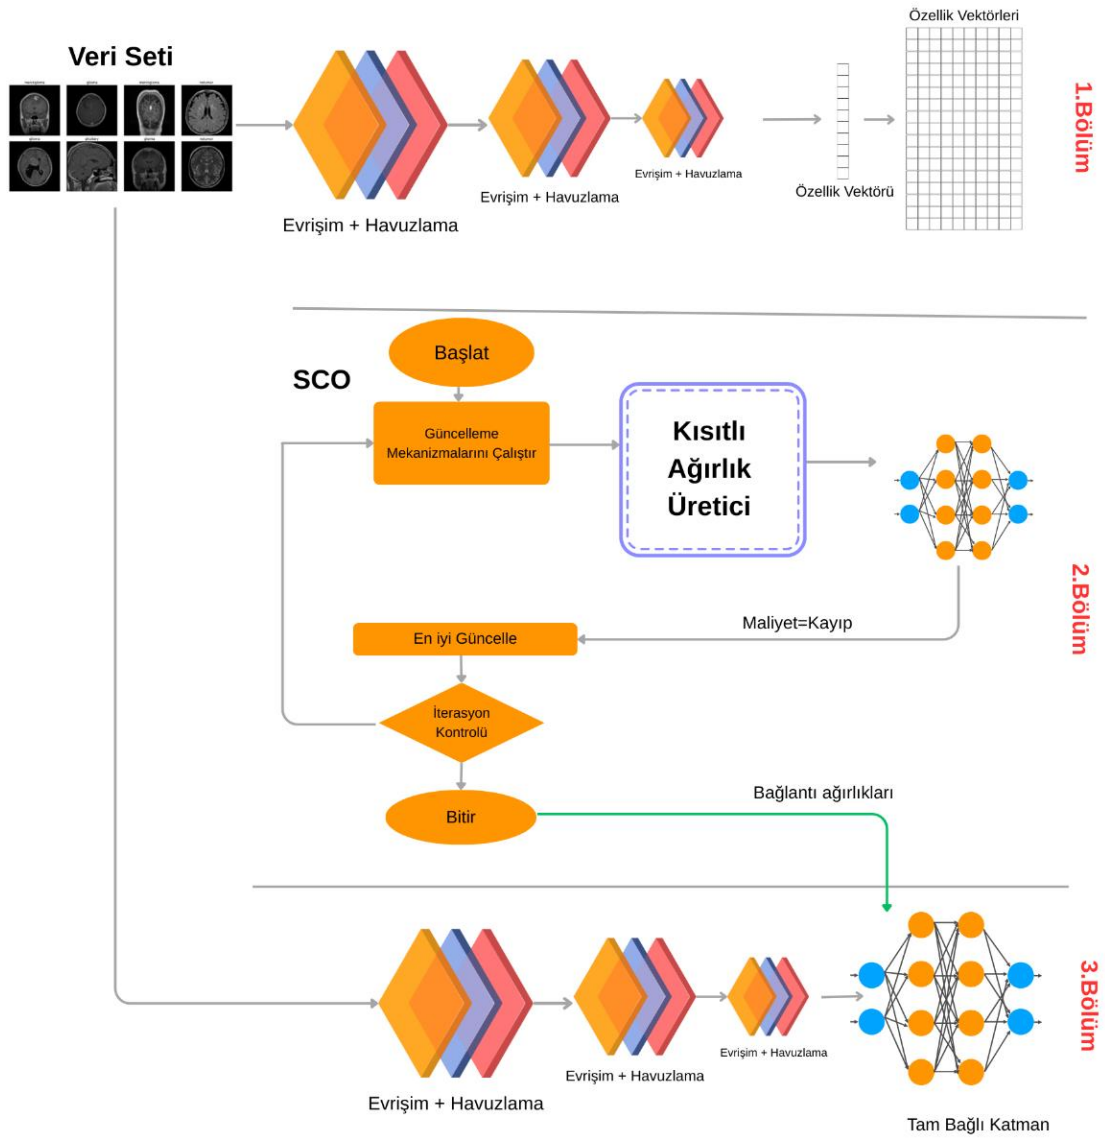 Veri Seti
Evrişim + Havuzlama
Evrişim + Havuzlama
Evrişim + Havuzlama
Özellik Vektörü
Özellik Vektörleri
1.Bölüm
SCO
Başlat
Güncelleme
Mekanizmalarını Çalıştır
Kısıtlı
Ağırlık
Üretici
Maliyet=Kayıp
En iyi Güncelle
İterasyon
Kontrolü
Bitir
2.Bölüm
Bağlantı ağırlıkları
Evrişim + Havuzlama
Evrişim + Havuzlama
Evrişim + Havuzlama
Tam Bağlı Katman
3.Bölüm